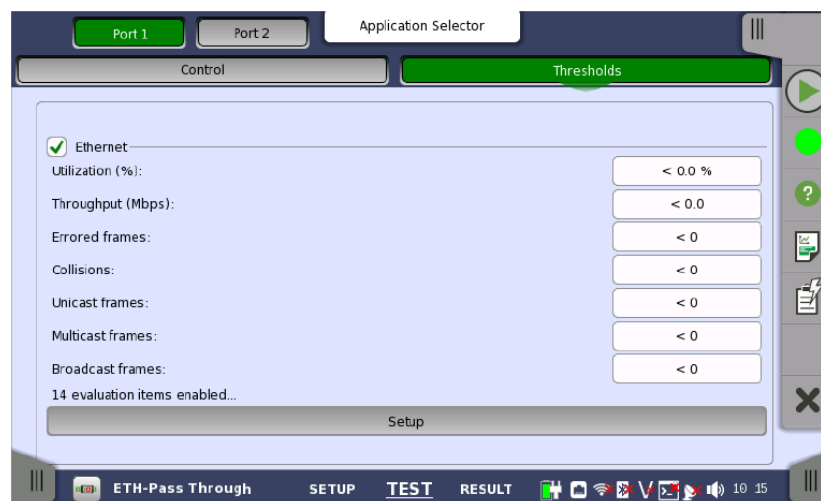 Port 1 Port 2 Application Selector
Control Thresholds
Ethernet
Utilization (%): < 0.0 %
Throughput (Mbps): < 0.0
Errored frames: < 0
Collisions: < 0
Unicast frames: < 0
Multicast frames: < 0
Broadcast frames: < 0
14 evaluation items enabled...
Setup
ETH-Pass Through SETUP TEST RESULT 10 15